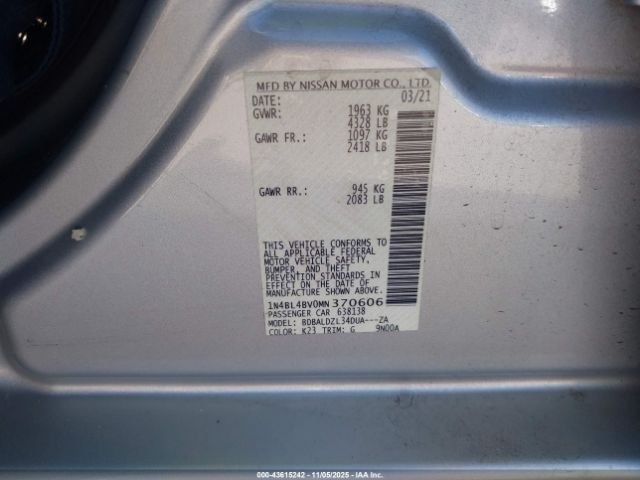 MFD BY NISSAN MOTOR CO., LTD.
DATE: 03/21
GVWR: 1963 KG
4328 LB
GAWR FR.: 1097 KG
2418 LB
GAWR RR.: 945 KG
2083 LB
THIS VEHICLE CONFORMS TO
ALL APPLICABLE FEDERAL
MOTOR VEHICLE SAFETY,
BUMPER, AND THEFT
PREVENTION STANDARDS IN
EFFECT ON THE DATE OF
MANUFACTURE SHOWN ABOVE.
1N4BL4BV0MN370606
PASSENGER CAR 638138
MODEL: BDBALDZL34DUA---ZA
COLOR: K23 TRIM: G 9N00A
000-43615242 - 11/05/2025 - IAA Inc.